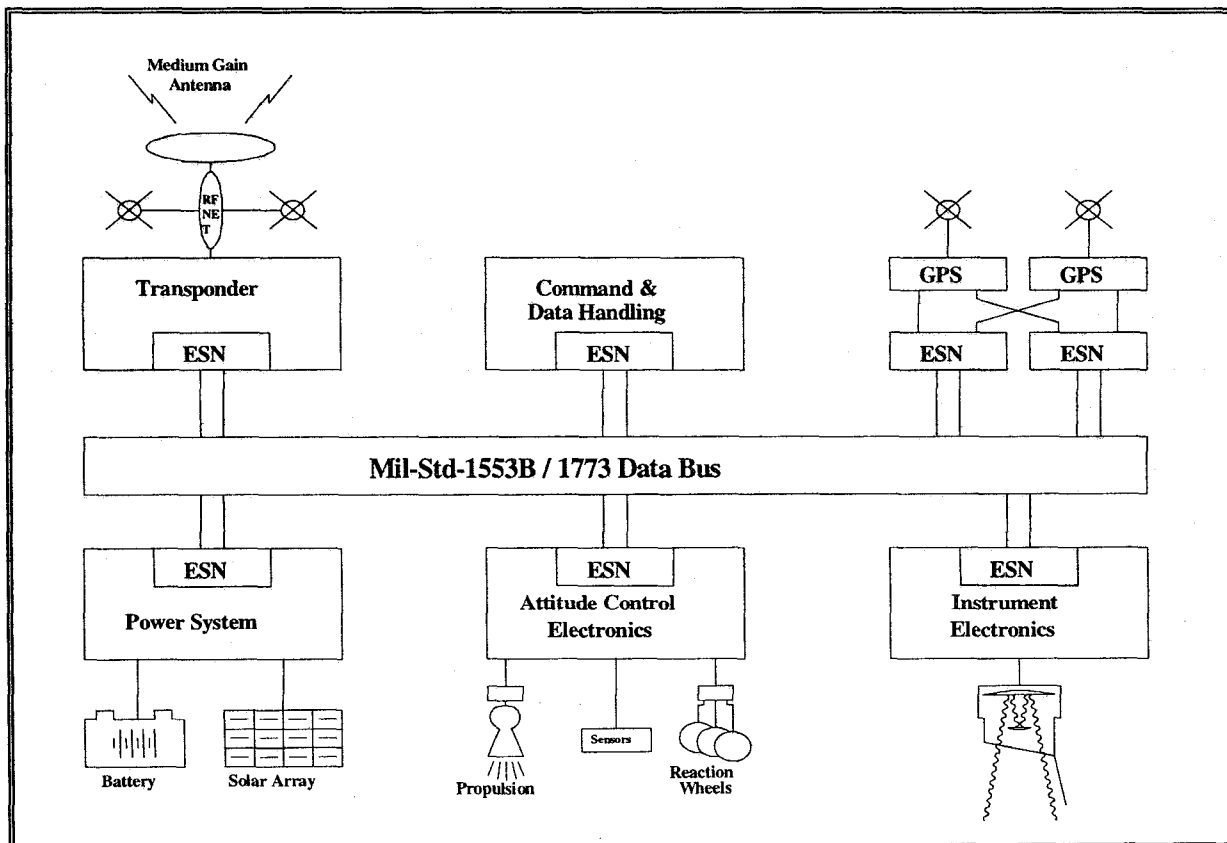 Medium Gain
Antenna
RF
NE
T
Transponder
ESN
Command &
Data Handling
ESN
GPS
GPS
ESN
ESN
Mil-Std-1553B / 1773 Data Bus
ESN
Power System
ESN
Attitude Control
Electronics
ESN
Instrument
Electronics
Battery
Solar Array
Propulsion
Sensors
Reaction
Wheels